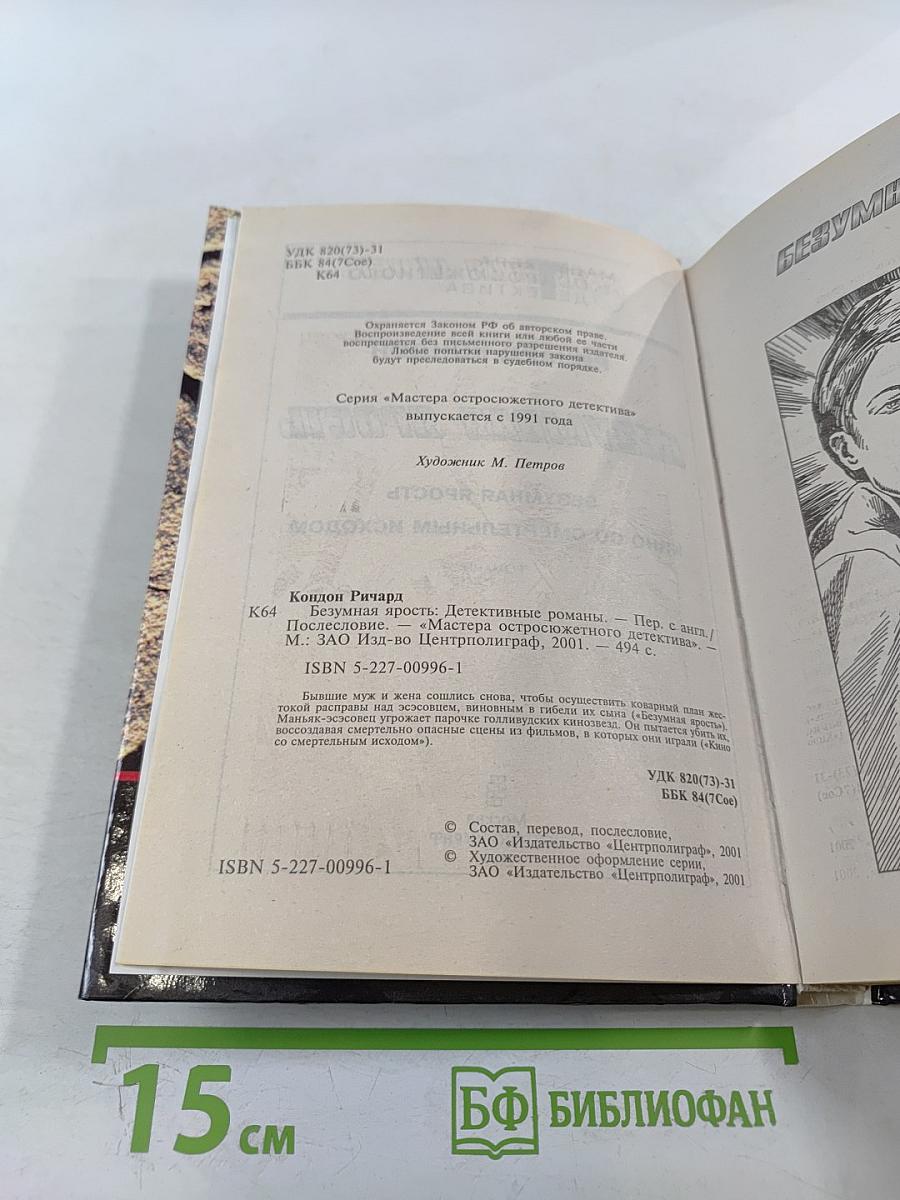 УДК 820(73)-31
ББК 84(7Сое)
К64
Охраняется Законом РФ об авторском праве.
Воспроизведение всей книги или любой ее части
воспрещается без письменного разрешения издателя.
Любые попытки нарушения закона
будут преследоваться в судебном порядке.
Серия «Мастера остросюжетного детектива»
выпускается с 1991 года
Художник М. Петров
Кондон Ричард
К64 Безумная ярость: Детективные романы. — Пер. с англ./
Послесловие. — «Мастера остросюжетного детектива». —
М.: ЗАО Изд-во Центрполиграф, 2001. — 494 с.
ISBN 5-227-00996-1
Бывшие муж и жена сошлись снова, чтобы осуществить коварный план жес-
токой расправы над эсэсовцем, виновным в гибели их сына («Безумная ярость»).
Маньяк-эсэсовец угрожает парочке голливудских кинозвезд. Он пытается убить их,
воссоздавая смертельно опасные сцены из фильмов, в которых они играли («Кино
со смертельным исходом»).
УДК 820(73)-31
ББК 84(7Сое)
© Состав, перевод, послесловие,
ЗАО «Издательство «Центрполиграф», 2001
© Художественное оформление серии,
ЗАО «Издательство «Центрполиграф», 2001
ISBN 5-227-00996-1
БЕЗУМН
15 см
БФ БИБЛИОФАН